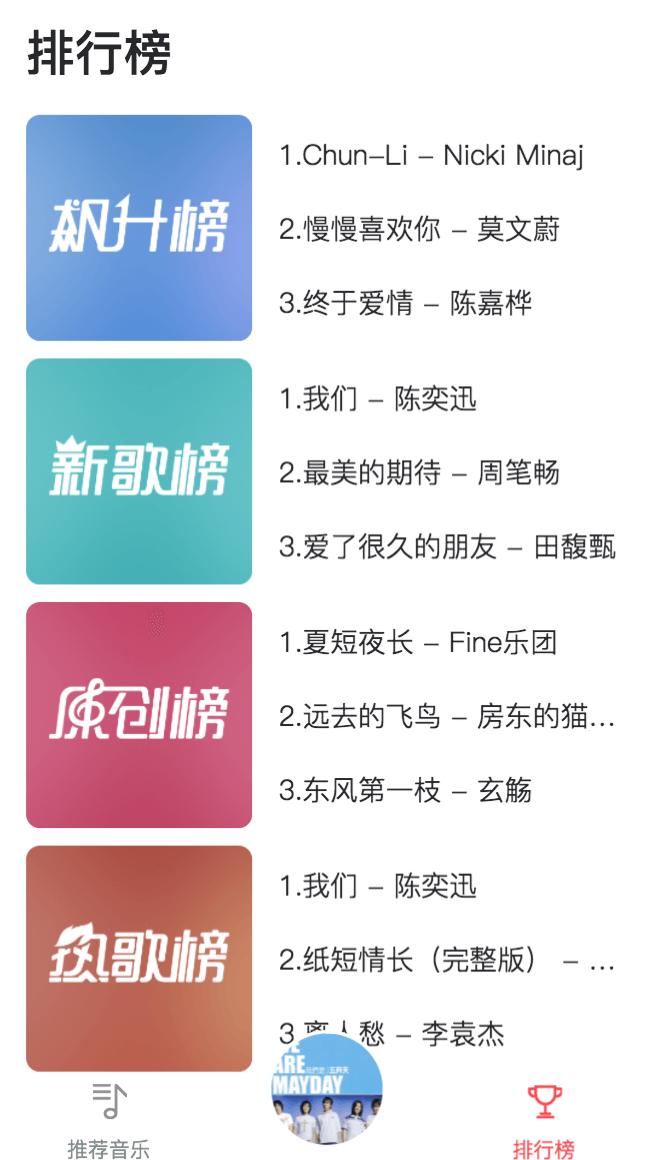 排行榜
飙升榜
1.Chun-Li - Nicki Minaj
2.慢慢喜欢你 - 莫文蔚
3.终于爱情 - 陈嘉桦
新歌榜
1.我们 - 陈奕迅
2.最美的期待 - 周笔畅
3.爱了很久的朋友 - 田馥甄
原创榜
1.夏短夜长 - Fine乐团
2.远去的飞鸟 - 房东的猫...
3.东风第一枝 - 玄觞
热歌榜
1.我们 - 陈奕迅
2.纸短情长（完整版） - ...
3.离人愁 - 李袁杰
ARE
MAYDAY
五月天
推荐音乐
排行榜